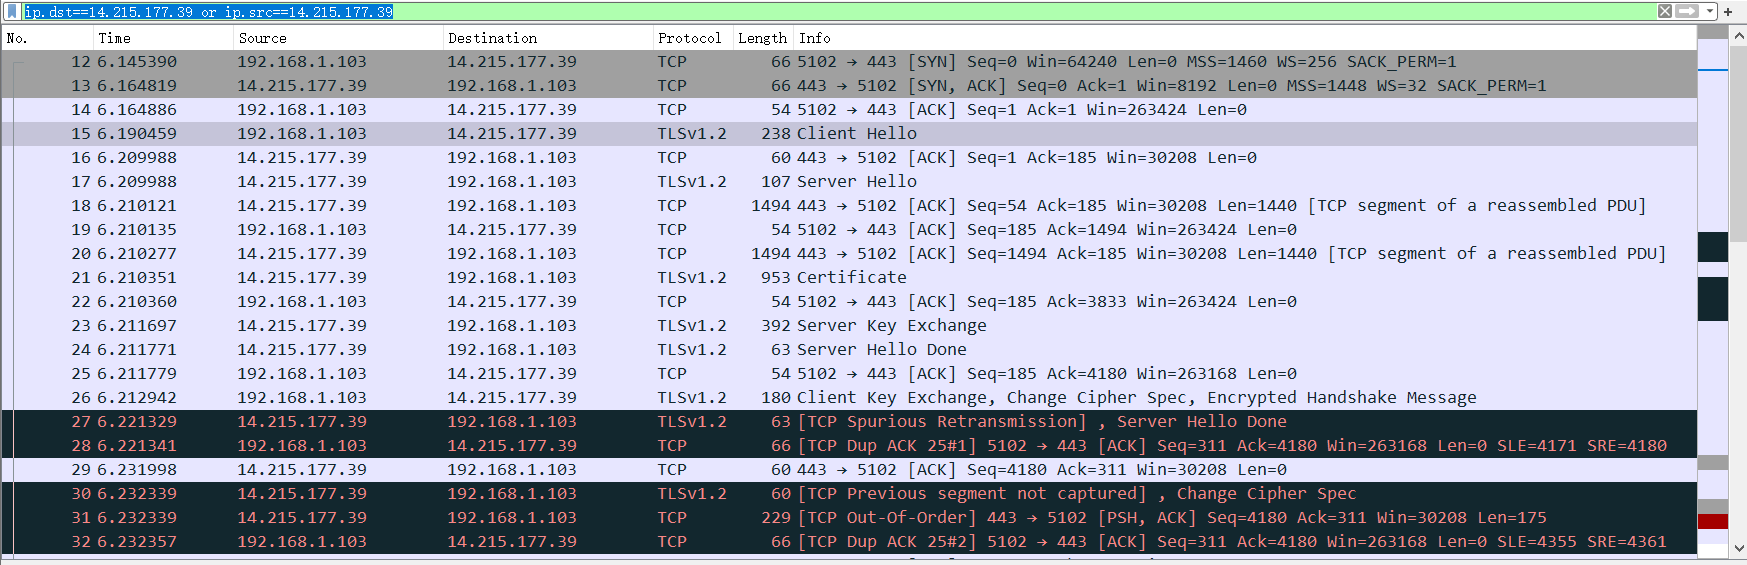 ip.dst==14.215.177.39 or ip.src==14.215.177.39
No. Time Source Destination Protocol Length Info
12 6.145390 192.168.1.103 14.215.177.39 TCP 66 5102 → 443 [SYN] Seq=0 Win=64240 Len=0 MSS=1460 WS=256 SACK_PERM=1
13 6.164819 14.215.177.39 192.168.1.103 TCP 66 443 → 5102 [SYN, ACK] Seq=0 Ack=1 Win=8192 Len=0 MSS=1448 WS=32 SACK_PERM=1
14 6.164886 192.168.1.103 14.215.177.39 TCP 54 5102 → 443 [ACK] Seq=1 Ack=1 Win=263424 Len=0
15 6.190459 192.168.1.103 14.215.177.39 TLSv1.2 238 Client Hello
16 6.209988 14.215.177.39 192.168.1.103 TCP 60 443 → 5102 [ACK] Seq=1 Ack=185 Win=30208 Len=0
17 6.209988 14.215.177.39 192.168.1.103 TLSv1.2 107 Server Hello
18 6.210121 14.215.177.39 192.168.1.103 TCP 1494 443 → 5102 [ACK] Seq=54 Ack=185 Win=30208 Len=1440 [TCP segment of a reassembled PDU]
19 6.210135 192.168.1.103 14.215.177.39 TCP 54 5102 → 443 [ACK] Seq=185 Ack=1494 Win=263424 Len=0
20 6.210277 14.215.177.39 192.168.1.103 TCP 1494 443 → 5102 [ACK] Seq=1494 Ack=185 Win=30208 Len=1440 [TCP segment of a reassembled PDU]
21 6.210351 14.215.177.39 192.168.1.103 TLSv1.2 953 Certificate
22 6.210360 192.168.1.103 14.215.177.39 TCP 54 5102 → 443 [ACK] Seq=185 Ack=3833 Win=263424 Len=0
23 6.211697 14.215.177.39 192.168.1.103 TLSv1.2 392 Server Key Exchange
24 6.211771 14.215.177.39 192.168.1.103 TLSv1.2 63 Server Hello Done
25 6.211779 192.168.1.103 14.215.177.39 TCP 54 5102 → 443 [ACK] Seq=185 Ack=4180 Win=263168 Len=0
26 6.212942 192.168.1.103 14.215.177.39 TLSv1.2 180 Client Key Exchange, Change Cipher Spec, Encrypted Handshake Message
27 6.221329 14.215.177.39 192.168.1.103 TLSv1.2 63 [TCP Spurious Retransmission] , Server Hello Done
28 6.221341 192.168.1.103 14.215.177.39 TCP 66 [TCP Dup ACK 25#1] 5102 → 443 [ACK] Seq=311 Ack=4180 Win=263168 Len=0 SLE=4171 SRE=4180
29 6.231998 14.215.177.39 192.168.1.103 TCP 60 443 → 5102 [ACK] Seq=4180 Ack=311 Win=30208 Len=0
30 6.232339 14.215.177.39 192.168.1.103 TLSv1.2 60 [TCP Previous segment not captured] , Change Cipher Spec
31 6.232339 14.215.177.39 192.168.1.103 TCP 229 [TCP Out-Of-Order] 443 → 5102 [PSH, ACK] Seq=4180 Ack=311 Win=30208 Len=175
32 6.232357 192.168.1.103 14.215.177.39 TCP 66 [TCP Dup ACK 25#2] 5102 → 443 [ACK] Seq=311 Ack=4180 Win=263168 Len=0 SLE=4355 SRE=4361